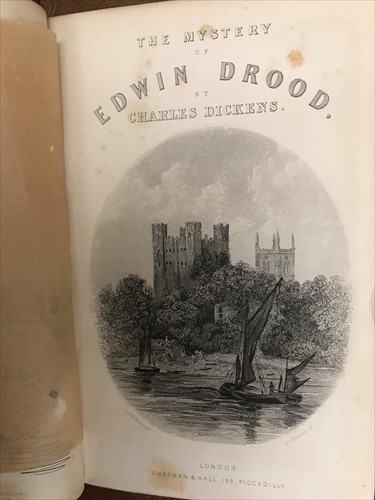 THE MYSTERY
OF
EDWIN DROOD,
BY
CHARLES DICKENS.
LONDON
CHAPMAN & HALL, 193, PICCADILLY